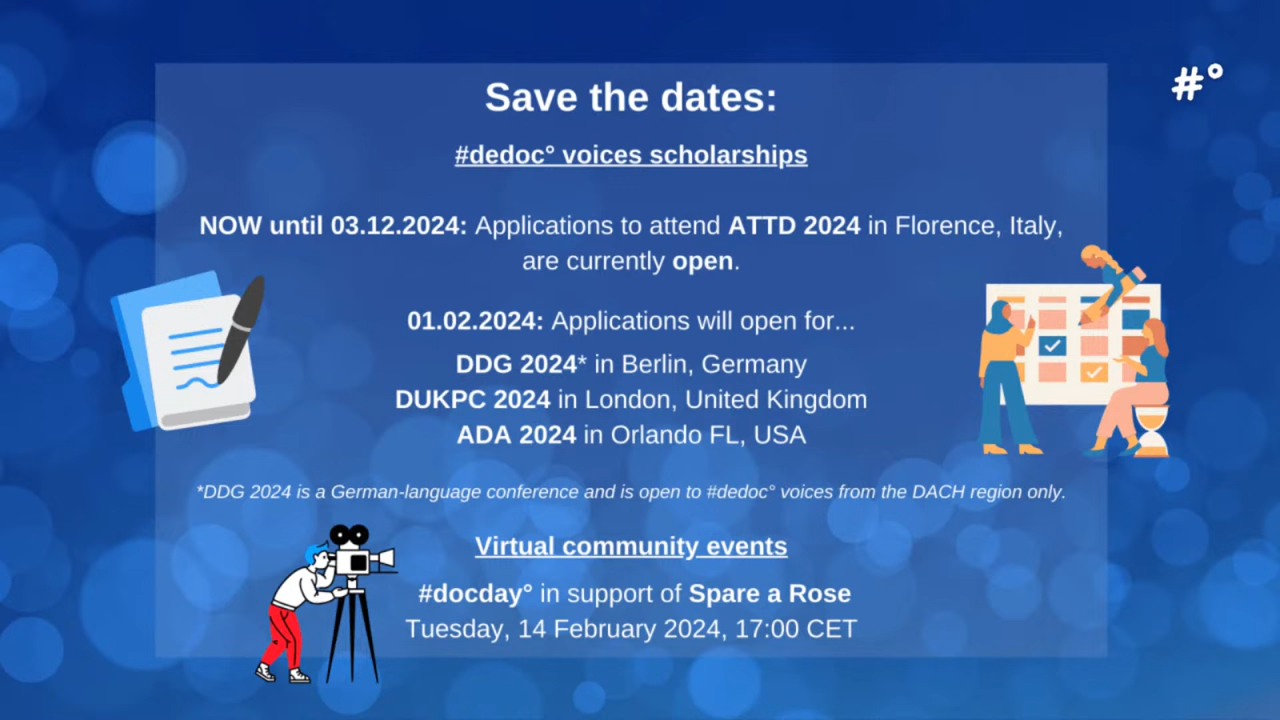 #°
Save the dates:
#dedoc° voices scholarships
NOW until 03.12.2024: Applications to attend ATTD 2024 in Florence, Italy,
are currently open.
01.02.2024: Applications will open for...
DDG 2024* in Berlin, Germany
DUKPC 2024 in London, United Kingdom
ADA 2024 in Orlando FL, USA
*DDG 2024 is a German-language conference and is open to #dedoc° voices from the DACH region only.
Virtual community events
#docday° in support of Spare a Rose
Tuesday, 14 February 2024, 17:00 CET